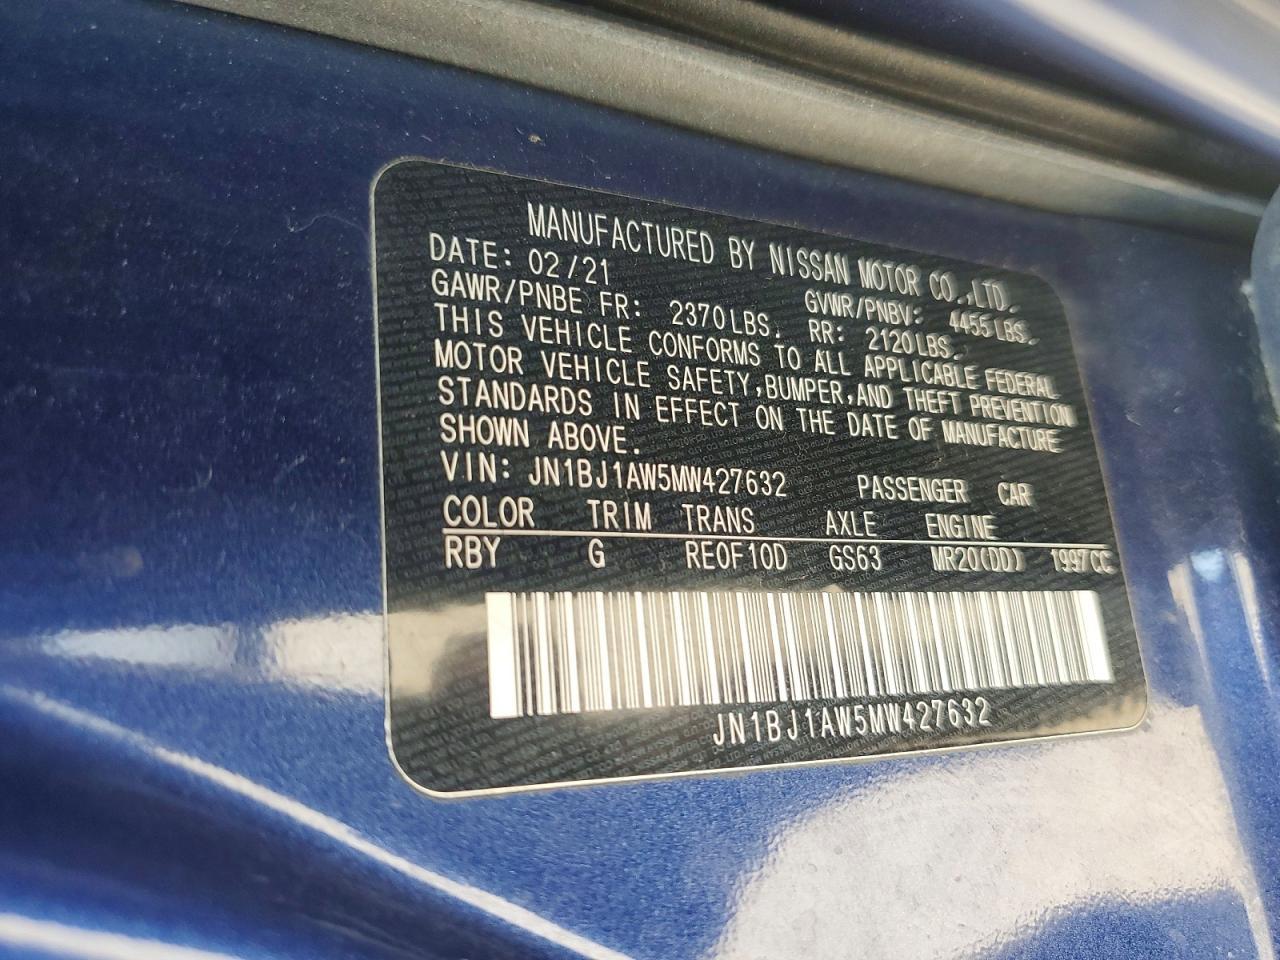 MANUFACTURED BY NISSAN MOTOR CO.,LTD.
DATE: 02/21 GVWR/PNBV: 4455LBS.
GAWR/PNBE FR: 2370LBS. RR: 2120LBS.
THIS VEHICLE CONFORMS TO ALL APPLICABLE FEDERAL
MOTOR VEHICLE SAFETY,BUMPER,AND THEFT PREVENTION
STANDARDS IN EFFECT ON THE DATE OF MANUFACTURE
SHOWN ABOVE.
VIN: JN1BJ1AW5MW427632 PASSENGER CAR
COLOR TRIM TRANS AXLE ENGINE
RBY G RE0F10D GS63 MR20(DD) 1997CC
JN1BJ1AW5MW427632